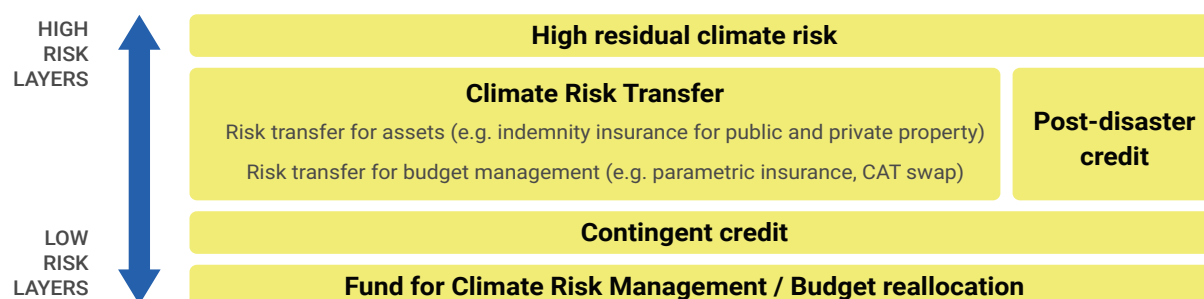 HIGH
RISK
LAYERS
High residual climate risk
Climate Risk Transfer
Risk transfer for assets (e.g. indemnity insurance for public and private property)
Risk transfer for budget management (e.g. parametric insurance, CAT swap)
Post-disaster
credit
LOW
RISK
LAYERS
Contingent credit
Fund for Climate Risk Management / Budget reallocation